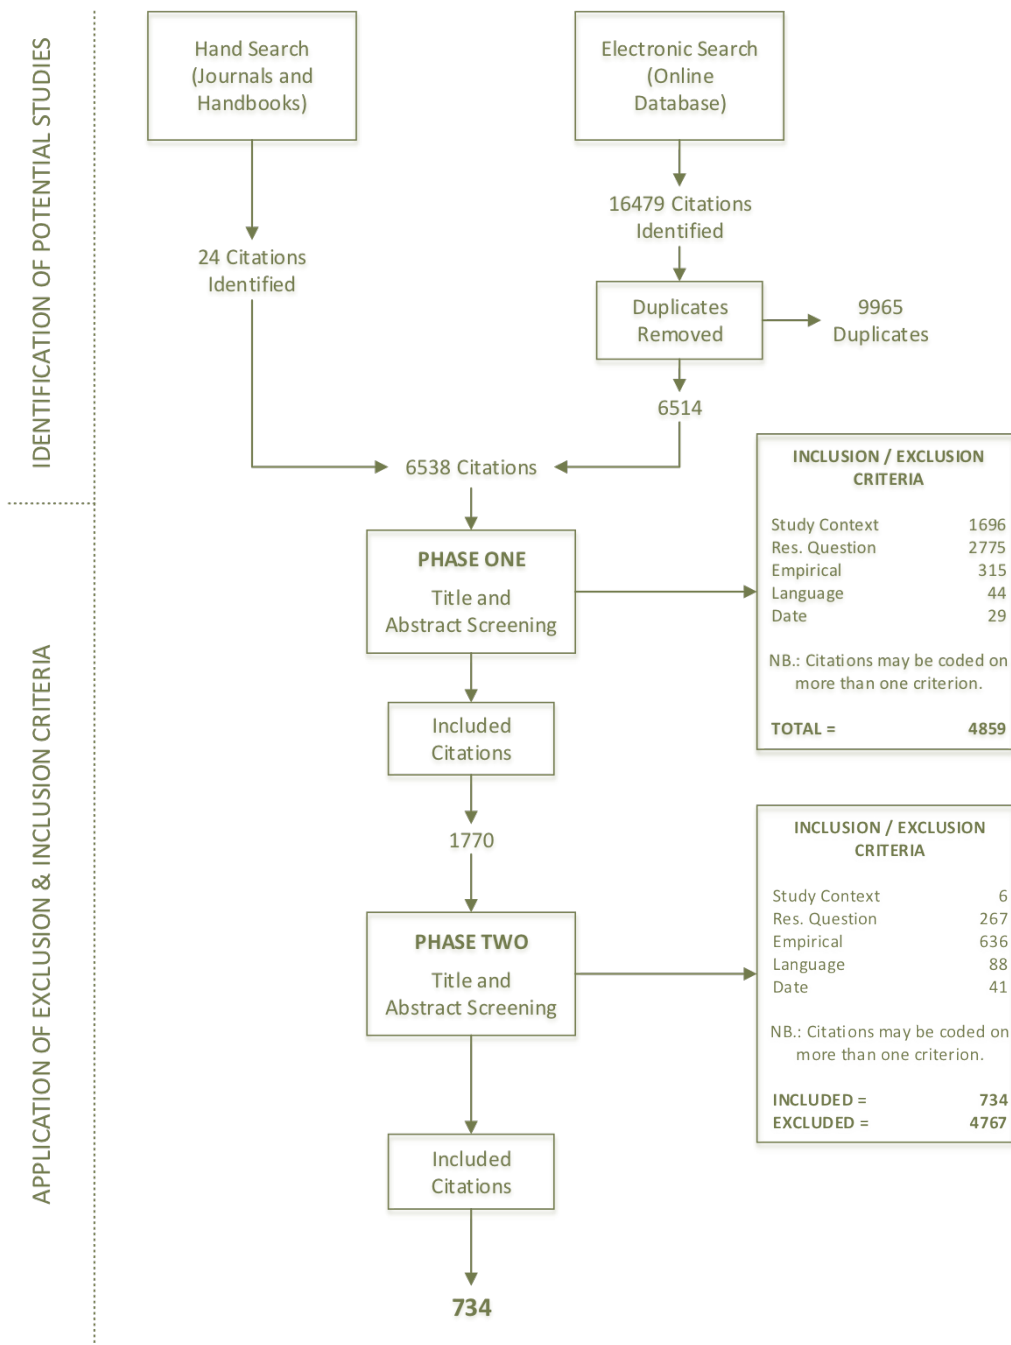 IDENTIFICATION OF POTENTIAL STUDIES
Hand Search
(Journals and
Handbooks)
Electronic Search
(Online
Database)
16479 Citations
Identified
24 Citations
Identified
Duplicates
Removed
9965
Duplicates
6514
6538 Citations
APPLICATION OF EXCLUSION & INCLUSION CRITERIA
PHASE ONE
Title and
Abstract Screening
INCLUSION / EXCLUSION
CRITERIA
Study Context 1696
Res. Question 2775
Empirical 315
Language 44
Date 29
NB.: Citations may be coded on
more than one criterion.
TOTAL = 4859
Included
Citations
1770
PHASE TWO
Title and
Abstract Screening
INCLUSION / EXCLUSION
CRITERIA
Study Context 6
Res. Question 267
Empirical 636
Language 88
Date 41
NB.: Citations may be coded on
more than one criterion.
INCLUDED = 734
EXCLUDED = 4767
Included
Citations
734